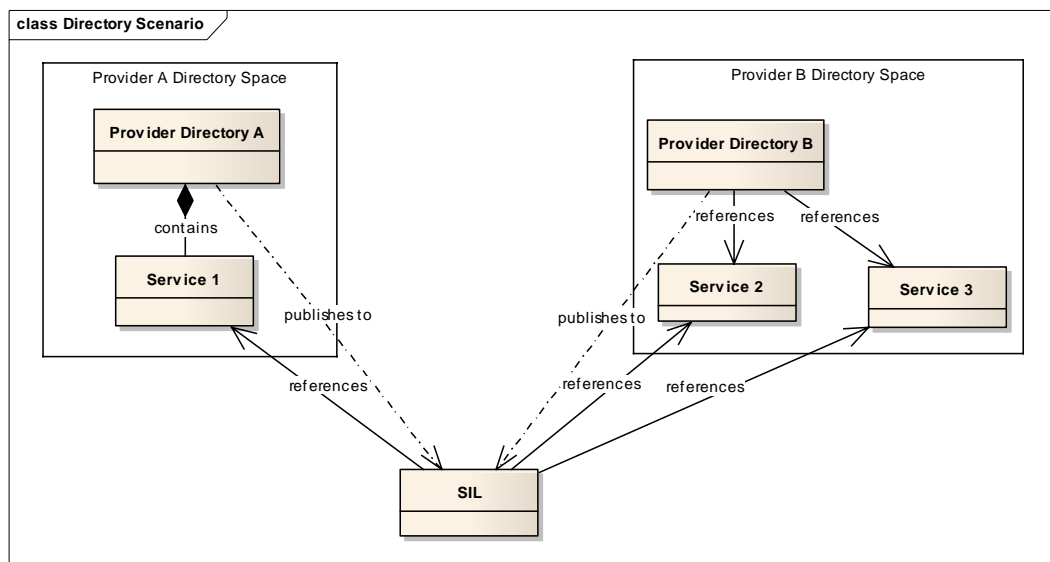 class Directory Scenario
Provider A Directory Space
Provider B Directory Space
Provider Directory A
Provider Directory B
contains
references
references
Service 1
Service 2
Service 3
publishes to
publishes to
references
references
references
SIL